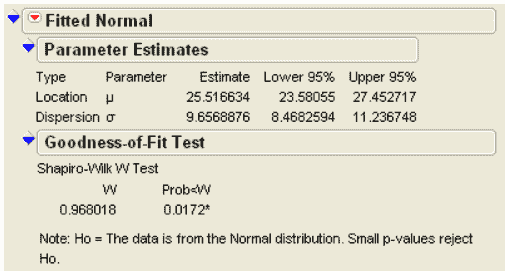 Fitted Normal
Parameter Estimates
Type Parameter Estimate Lower 95% Upper 95%
Location μ 25.516634 23.58055 27.452717
Dispersion σ 9.6568876 8.4682594 11.236748
Goodness-of-Fit Test
Shapiro-Wilk W Test
W Prob<W
0.968018 0.0172*
Note: Ho = The data is from the Normal distribution. Small p-values reject
Ho.